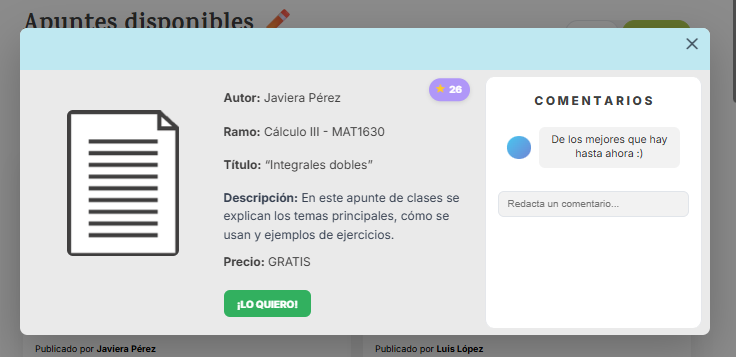 Apuntes disponibles
⭐ 26
Autor: Javiera Pérez
Ramo: Cálculo III - MAT1630
Título: “Integrales dobles”
Descripción: En este apunte de clases se
explican los temas principales, cómo se
usan y ejemplos de ejercicios.
Precio: GRATIS
¡LO QUIERO!
COMENTARIOS
De los mejores que hay
hasta ahora :)
Redacta un comentario...
Publicado por Javiera Pérez
Publicado por Luis López